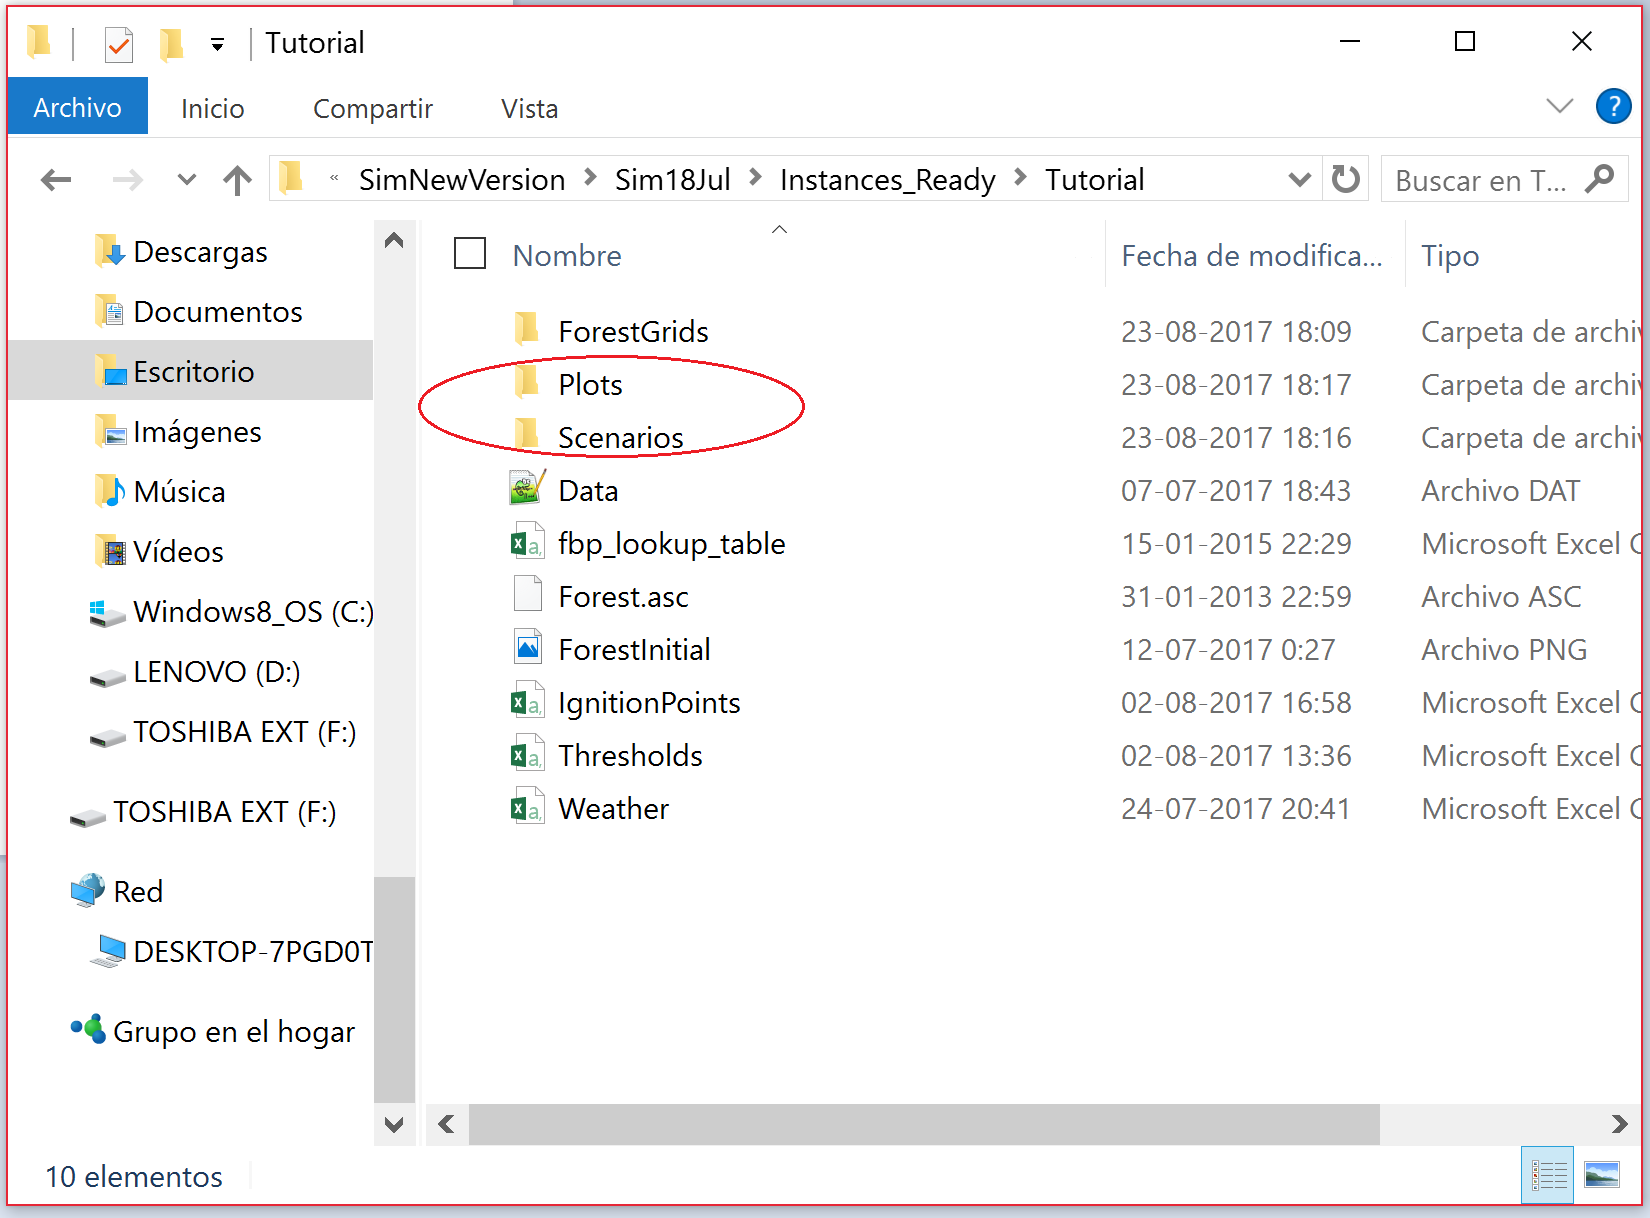 Tutorial
Archivo Inicio Compartir Vista ?
« SimNewVersion > Sim18Jul > Instances_Ready > Tutorial Buscar en T...
Descargas
Documentos
Escritorio
Imágenes
Música
Vídeos
Windows8_OS (C:)
LENOVO (D:)
TOSHIBA EXT (F:)
TOSHIBA EXT (F:)
Red
DESKTOP-7PGD0T
Grupo en el hogar
Nombre Fecha de modifica... Tipo
ForestGrids 23-08-2017 18:09 Carpeta de archi
Plots 23-08-2017 18:17 Carpeta de archi
Scenarios 23-08-2017 18:16 Carpeta de archi
Data 07-07-2017 18:43 Archivo DAT
fbp_lookup_table 15-01-2015 22:29 Microsoft Excel C
Forest.asc 31-01-2013 22:59 Archivo ASC
ForestInitial 12-07-2017 0:27 Archivo PNG
IgnitionPoints 02-08-2017 16:58 Microsoft Excel C
Thresholds 02-08-2017 13:36 Microsoft Excel C
Weather 24-07-2017 20:41 Microsoft Excel C
10 elementos